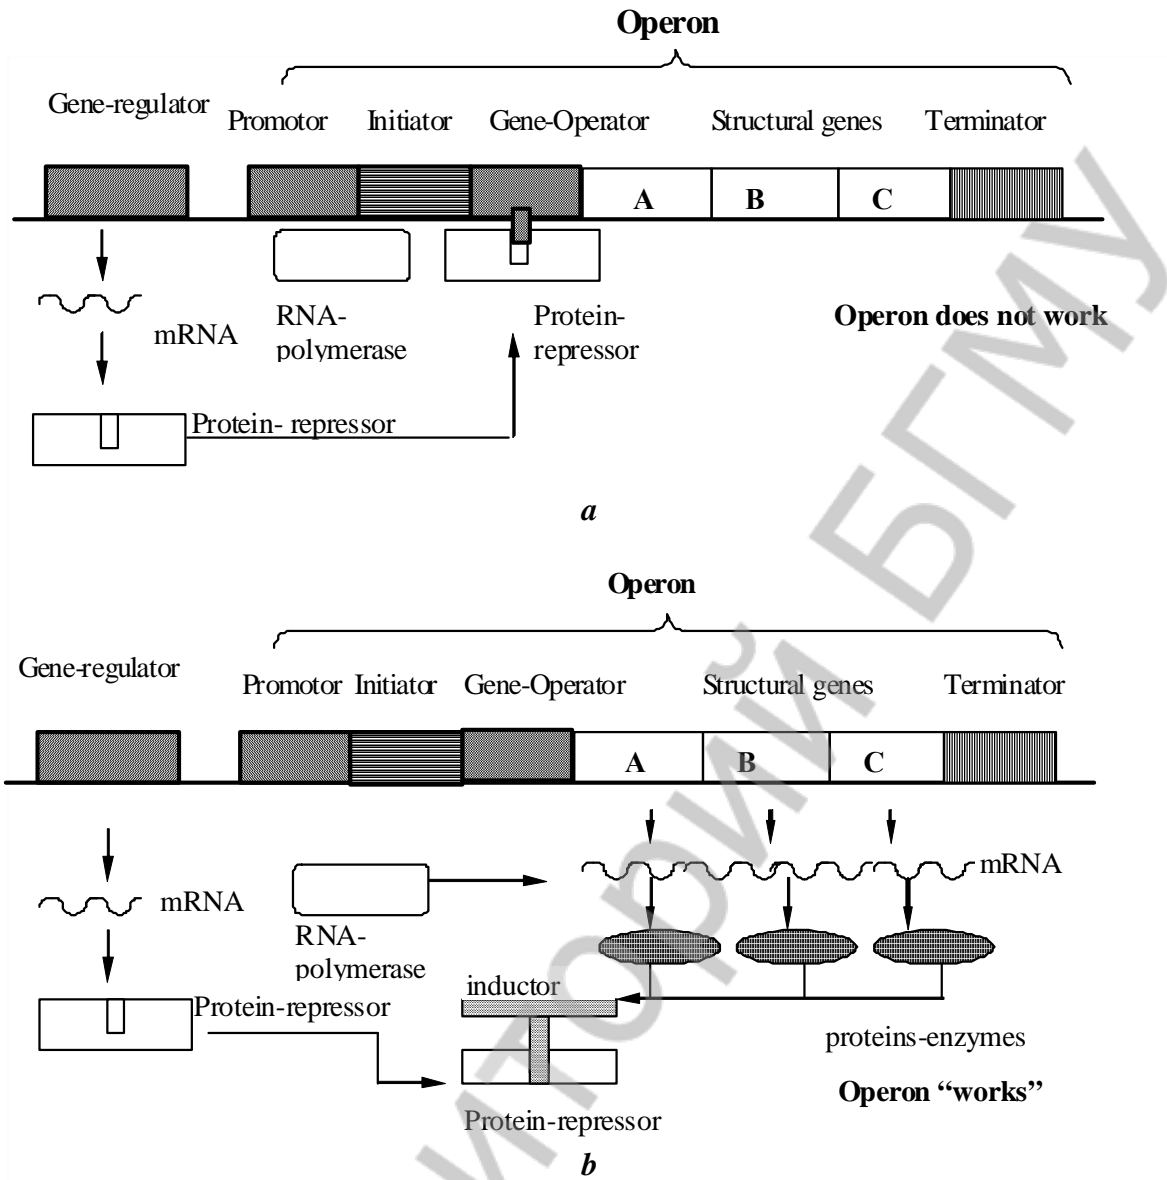 Operon
Gene-regulator
Promotor Initiator Gene-Operator Structural genes Terminator
A B C
mRNA
RNA-
polymerase
Protein-
repressor
Operon does not work
Protein- repressor
a
Operon
Gene-regulator
Promotor Initiator Gene-Operator Structural genes Terminator
A B C
mRNA
mRNA
RNA-
polymerase
inductor
Protein-repressor
proteins-enzymes
Operon “works”
Protein-repressor
b
иторий БГМУ